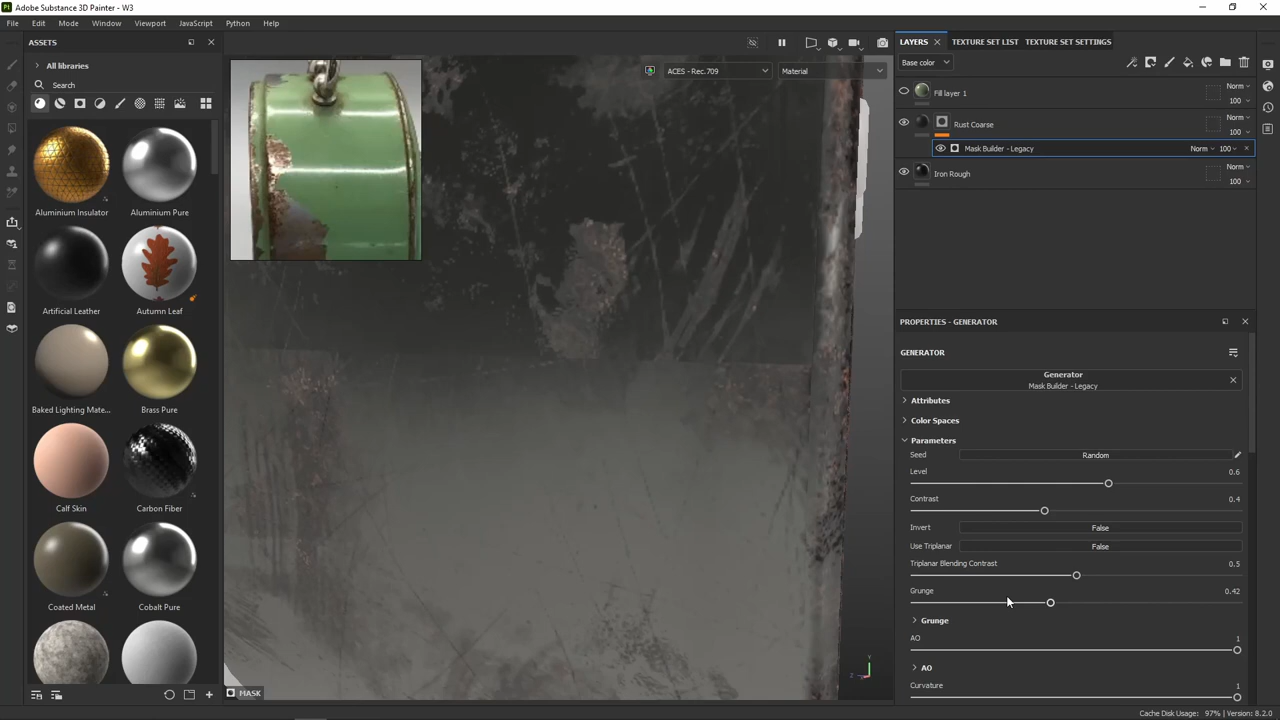 Adobe Substance 3D Painter - W3
File Edit Mode Window Viewport JavaScript Python Help
ASSETS
All libraries
Search
Aluminium Insulator
Aluminium Pure
Artificial Leather
Autumn Leaf
Baked Lighting Mate...
Brass Pure
Calf Skin
Carbon Fiber
Coated Metal
Cobalt Pure
ACES - Rec.709
Material
MASK
Y
Z
LAYERS
TEXTURE SET LIST
TEXTURE SET SETTINGS
Base color
Fill layer 1
Norm
100
Rust Coarse
Norm
100
Mask Builder - Legacy
Norm
100
Iron Rough
Norm
100
PROPERTIES - GENERATOR
GENERATOR
Generator
Mask Builder - Legacy
Attributes
Color Spaces
Parameters
Seed Random
Level 0.6
Contrast 0.4
Invert False
Use Triplanar False
Triplanar Blending Contrast 0.5
Grunge 0.42
Grunge
AO 1
AO
Curvature 1
Cache Disk Usage: 97% | Version: 8.2.0